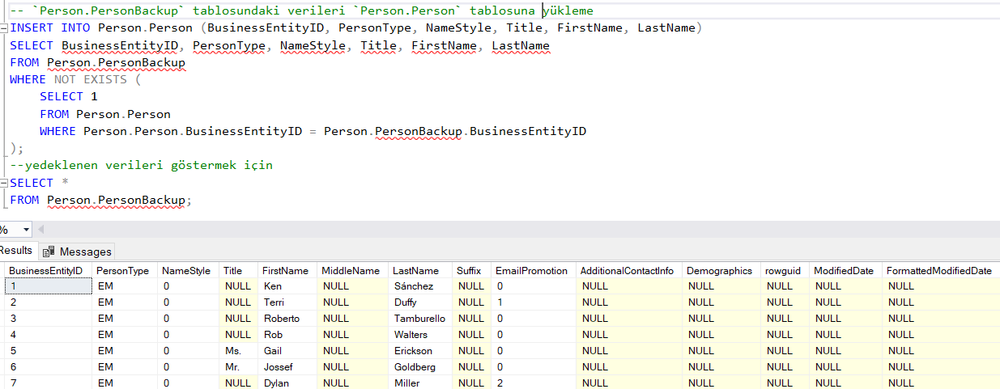 -- `Person.PersonBackup` tablosundaki verileri `Person.Person` tablosuna yükleme
INSERT INTO Person.Person (BusinessEntityID, PersonType, NameStyle, Title, FirstName, LastName)
SELECT BusinessEntityID, PersonType, NameStyle, Title, FirstName, LastName
FROM Person.PersonBackup
WHERE NOT EXISTS (
SELECT 1
FROM Person.Person
WHERE Person.Person.BusinessEntityID = Person.PersonBackup.BusinessEntityID
);
--yedeklenen verileri göstermek için
SELECT *
FROM Person.PersonBackup;
%
Results Messages
BusinessEntityID PersonType NameStyle Title FirstName MiddleName LastName Suffix EmailPromotion AdditionalContactInfo Demographics rowguid ModifiedDate FormattedModifiedDate
1 EM 0 NULL Ken NULL Sánchez NULL 0 NULL NULL NULL NULL NULL
2 EM 0 NULL Terri NULL Duffy NULL 1 NULL NULL NULL NULL NULL
3 EM 0 NULL Roberto NULL Tamburello NULL 0 NULL NULL NULL NULL NULL
4 EM 0 NULL Rob NULL Walters NULL 0 NULL NULL NULL NULL NULL
5 EM 0 Ms. Gail NULL Erickson NULL 0 NULL NULL NULL NULL NULL
6 EM 0 Mr. Jossef NULL Goldberg NULL 0 NULL NULL NULL NULL NULL
7 EM 0 NULL Dylan NULL Miller NULL 2 NULL NULL NULL NULL NULL